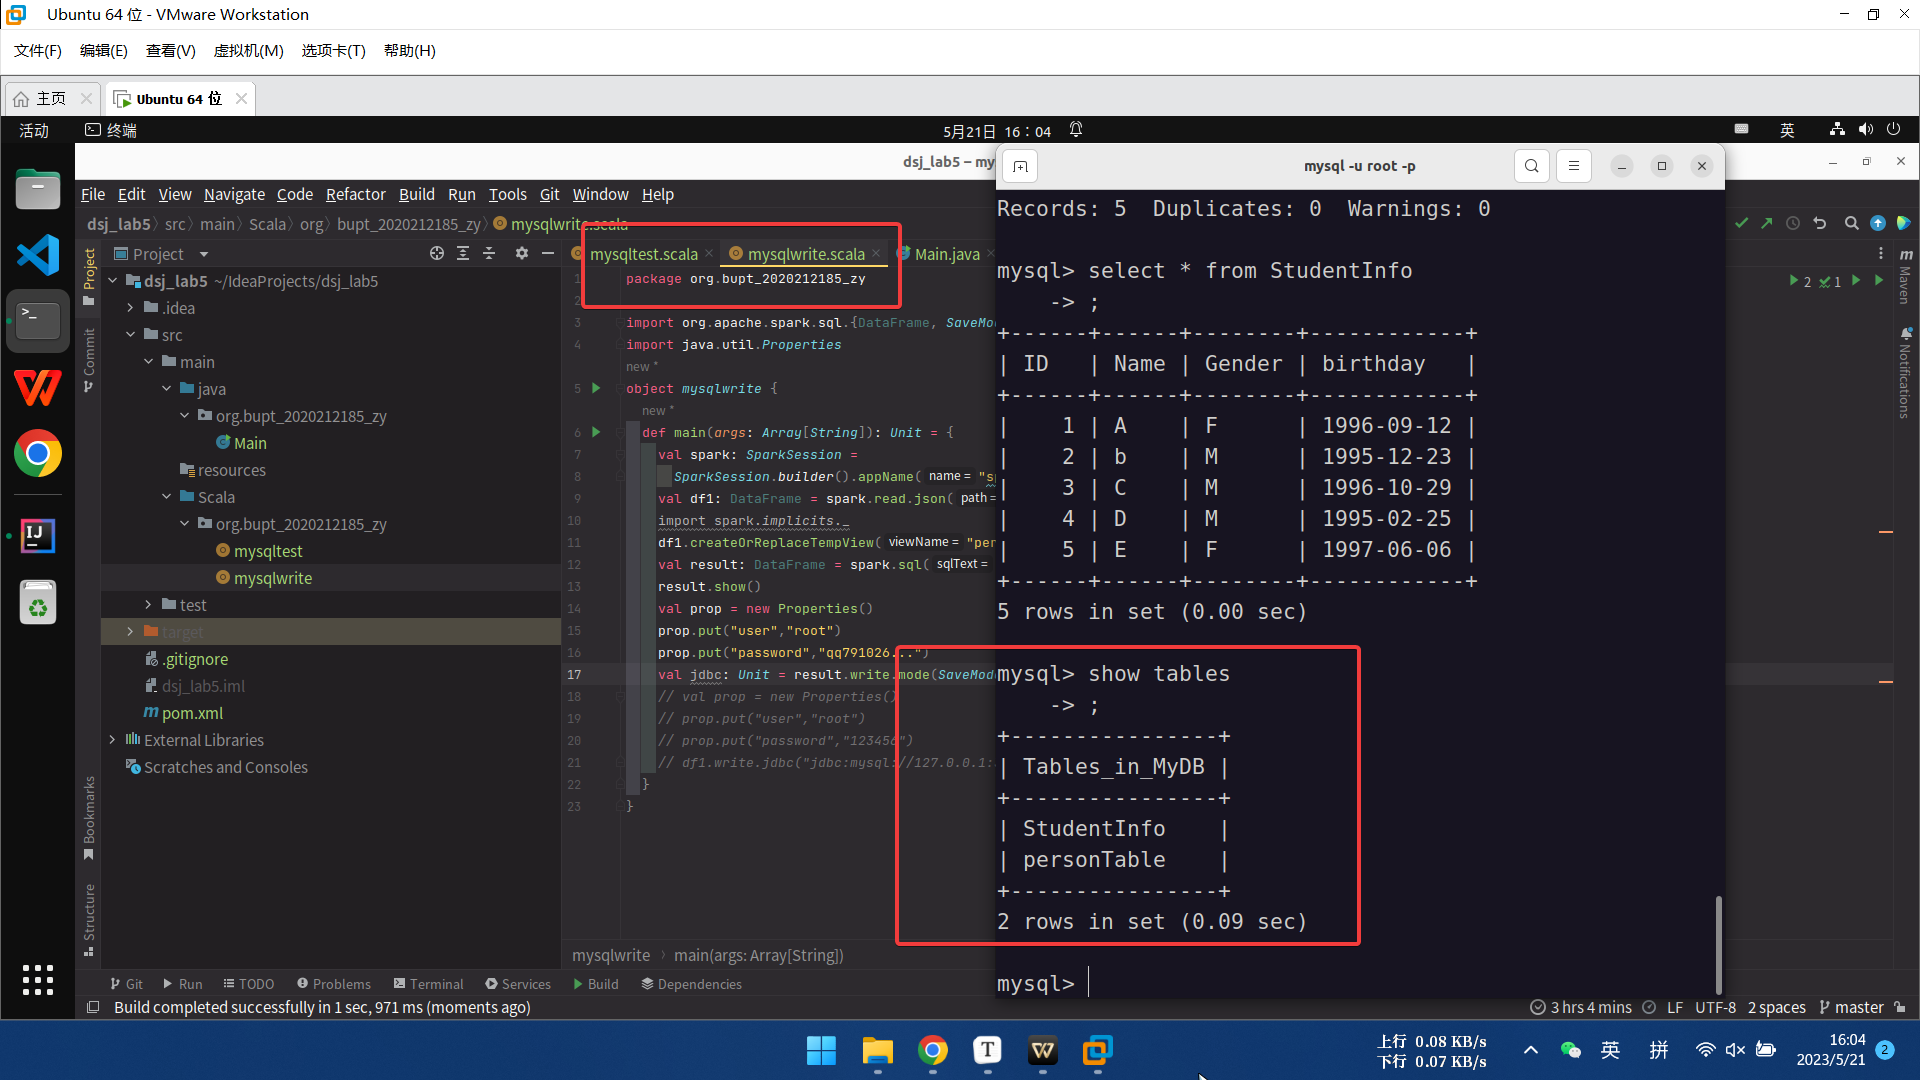 Ubuntu 64 位 - VMware Workstation
文件(F) 编辑(E) 查看(V) 虚拟机(M) 选项卡(T) 帮助(H)
主页 Ubuntu 64 位
活动 终端 5月21日 16：04 英
dsj_lab5 – my
File Edit View Navigate Code Refactor Build Run Tools Git Window Help
dsj_lab5 src main Scala org bupt_2020212185_zy mysqlwrite.scala
Project
mysqltest.scala mysqlwrite.scala Main.java
Project
Commit
Bookmarks
Structure
dsj_lab5 ~/IdeaProjects/dsj_lab5
.idea
src
main
java
org.bupt_2020212185_zy
Main
resources
Scala
org.bupt_2020212185_zy
mysqltest
mysqlwrite
test
target
.gitignore
dsj_lab5.iml
pom.xml
External Libraries
Scratches and Consoles
1 package org.bupt_2020212185_zy
2
3 import org.apache.spark.sql.{DataFrame, SaveMo
4 import java.util.Properties
new *
5 object mysqlwrite {
new *
6 def main(args: Array[String]): Unit = {
7 val spark: SparkSession =
8 SparkSession.builder().appName( name = "s
9 val df1: DataFrame = spark.read.json( path =
10 import spark.implicits._
11 df1.createOrReplaceTempView( viewName = "per
12 val result: DataFrame = spark.sql( sqlText =
13 result.show()
14 val prop = new Properties()
15 prop.put("user","root")
16 prop.put("password","qq791026..")
17 val jdbc: Unit = result.write.mode(SaveMode
18 // val prop = new Properties()
19 // prop.put("user","root")
20 // prop.put("password","123456")
21 // df1.write.jdbc("jdbc:mysql://127.0.0.1:
22 }
23 }
mysqlwrite main(args: Array[String])
mysql -u root -p
Records: 5  Duplicates: 0  Warnings: 0
mysql> select * from StudentInfo
    -> ;
+------+------+--------+------------+
| ID   | Name | Gender | birthday   |
+------+------+--------+------------+
|    1 | A    | F      | 1996-09-12 |
|    2 | b    | M      | 1995-12-23 |
|    3 | C    | M      | 1996-10-29 |
|    4 | D    | M      | 1995-02-25 |
|    5 | E    | F      | 1997-06-06 |
+------+------+--------+------------+
5 rows in set (0.00 sec)
mysql> show tables
    -> ;
+----------------+
| Tables_in_MyDB |
+----------------+
| StudentInfo    |
| personTable    |
+----------------+
2 rows in set (0.09 sec)
mysql>
2 1
Maven
Notifications
Git Run TODO Problems Terminal Services Build Dependencies
Build completed successfully in 1 sec, 971 ms (moments ago) 3 hrs 4 mins LF UTF-8 2 spaces master
上行 0.08 KB/s
下行 0.07 KB/s
英 拼
16:04
2023/5/21
2